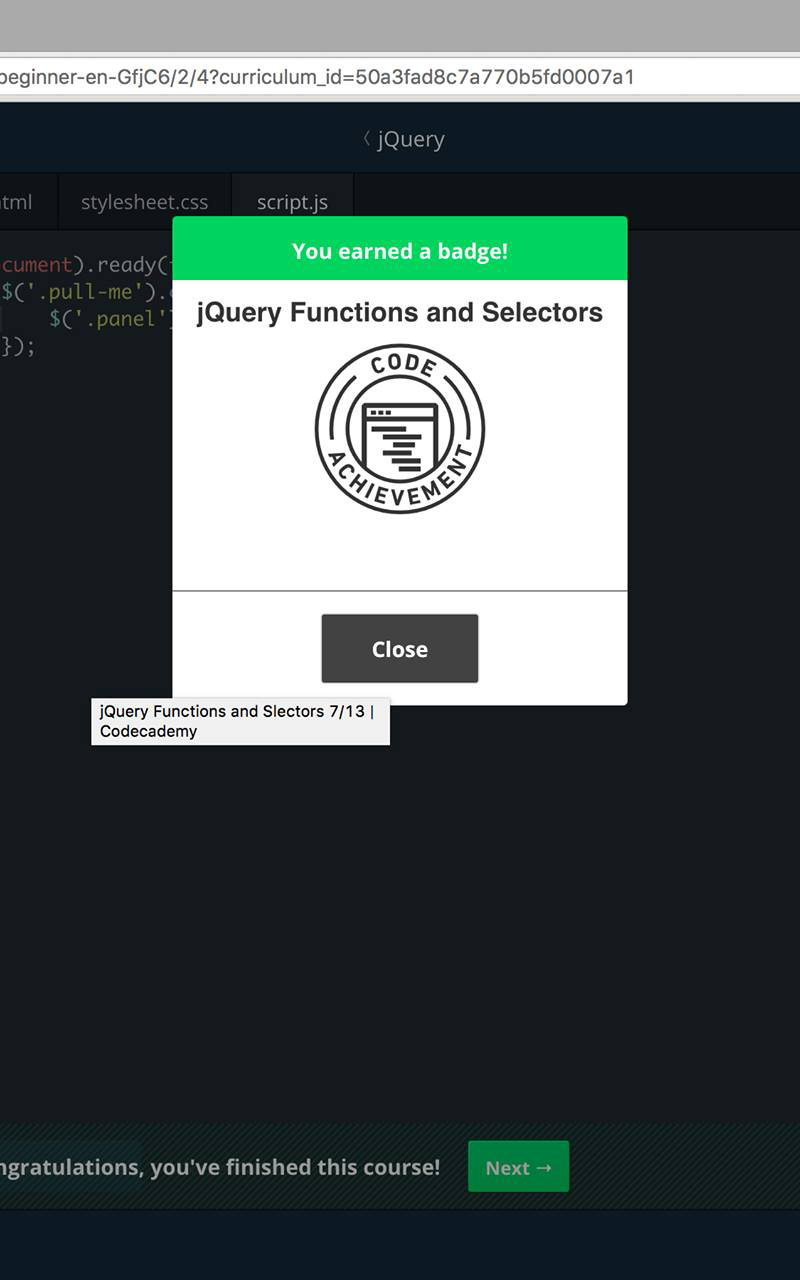 beginner-en-GfjC6/2/4?curriculum_id=50a3fad8c7a770b5fd0007a1
〈 jQuery
html stylesheet.css script.js
You earned a badge!
cument).ready(
$('.pull-me').
$('.panel')
});
jQuery Functions and Selectors
CODE
ACHIEVEMENT
Close
jQuery Functions and Slectors 7/13 |
Codecademy
ngratulations, you've finished this course!
Next →